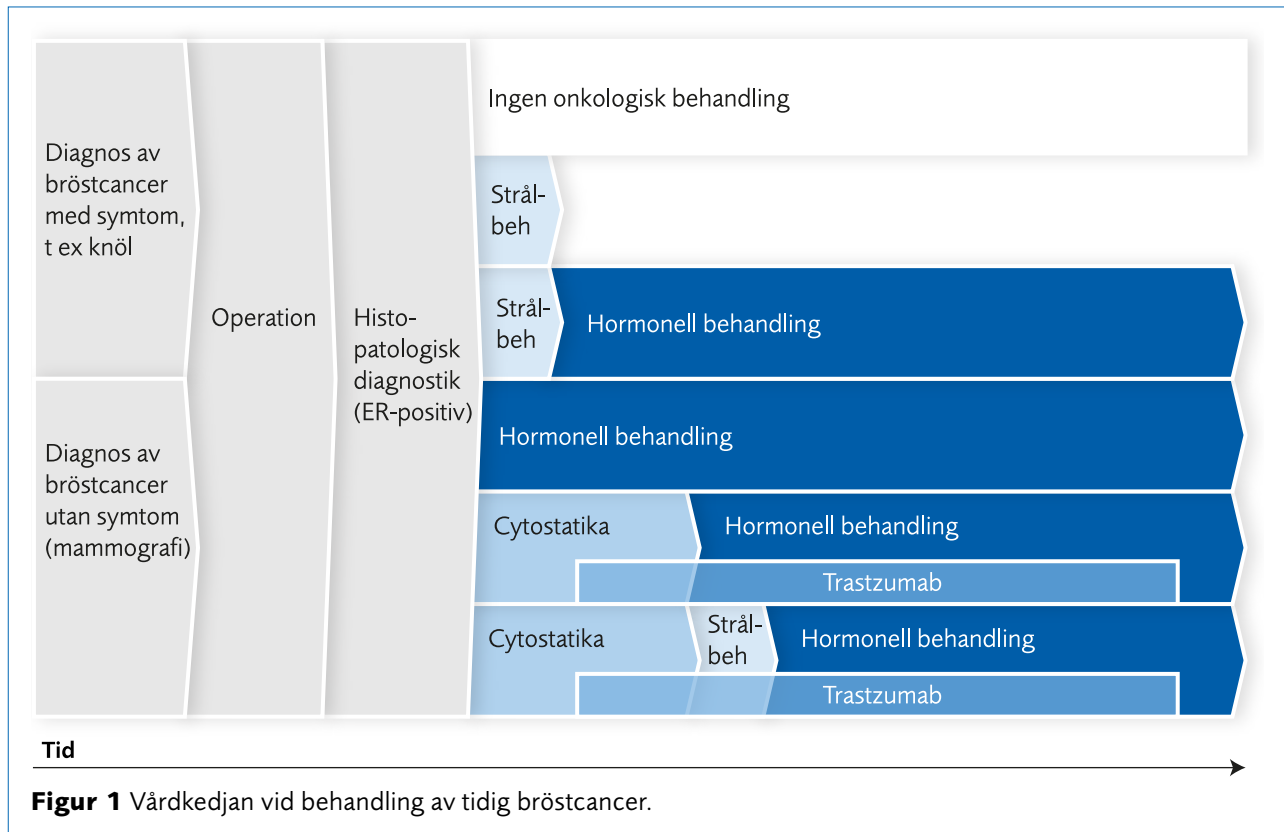 Diagnos av
bröstcancer
med symtom,
t ex knöl
Diagnos av
bröstcancer
utan symtom
(mammografi)
Operation
Histo-
patologisk
diagnostik
(ER-positiv)
Ingen onkologisk behandling
Strål-
beh
Strål-
beh
Hormonell behandling
Hormonell behandling
Cytostatika
Hormonell behandling
Trastzumab
Cytostatika
Strål-
beh
Hormonell behandling
Trastzumab
Tid
Figur 1 Vårdkedjan vid behandling av tidig bröstcancer.